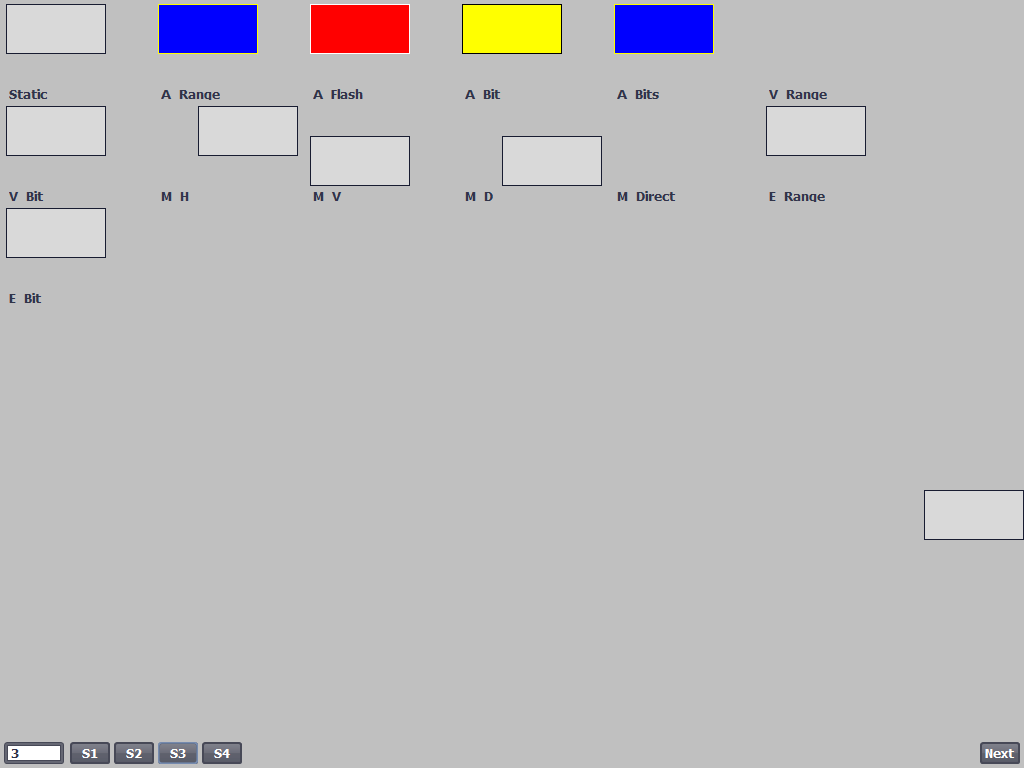 Static A Range A Flash A Bit A Bits V Range
V Bit M H M V M D M Direct E Range
E Bit
3 S1 S2 S3 S4 Next